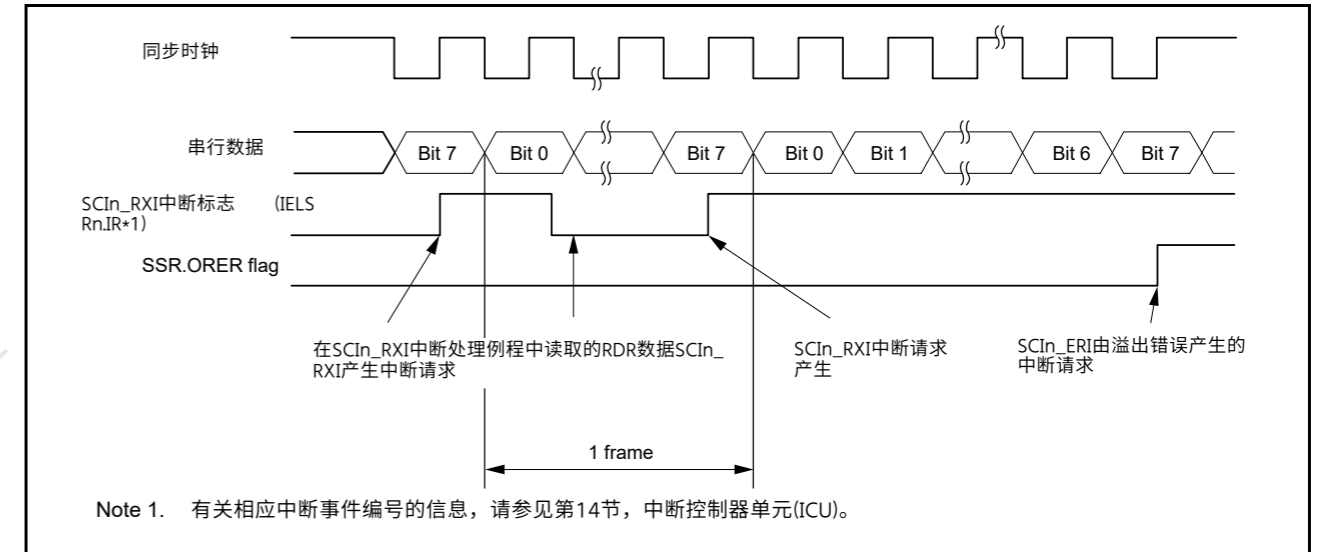 同步时钟
串行数据
Bit 7 Bit 0 Bit 7 Bit 0 Bit 1 Bit 6 Bit 7
SCIn_RXI中断标志 (IELS
Rn.IR*1)
SSR.ORER flag
在SCIn_RXI中断处理例程中读取的RDR数据SCIn_
RXI产生中断请求
SCIn_RXI中断请求
产生
SCIn_ERI由溢出错误产生的
中断请求
1 frame
Note 1. 有关相应中断事件编号的信息，请参见第14节，中断控制器单元(ICU)。